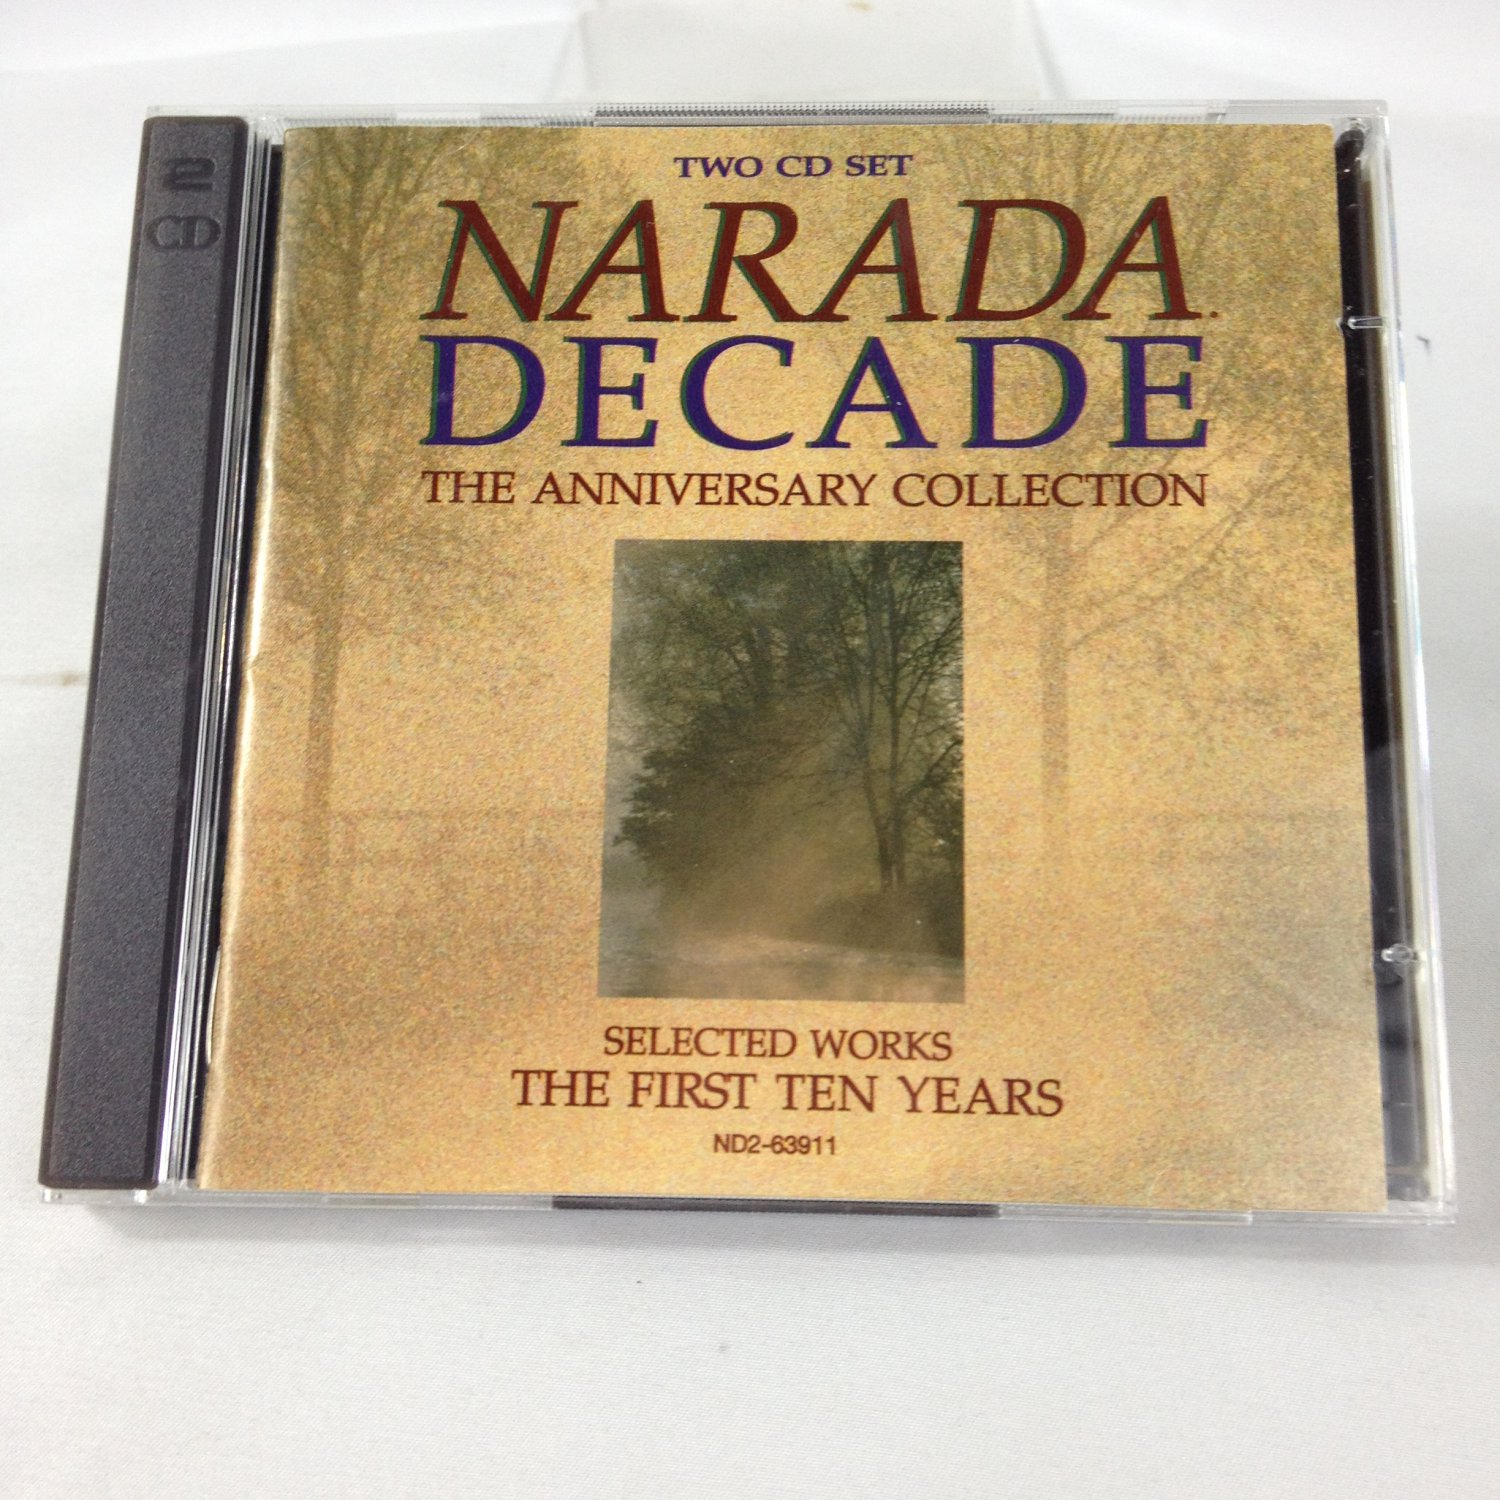 2
CD
TWO CD SET
NARADA.
DECADE
THE ANNIVERSARY COLLECTION
SELECTED WORKS
THE FIRST TEN YEARS
ND2-63911